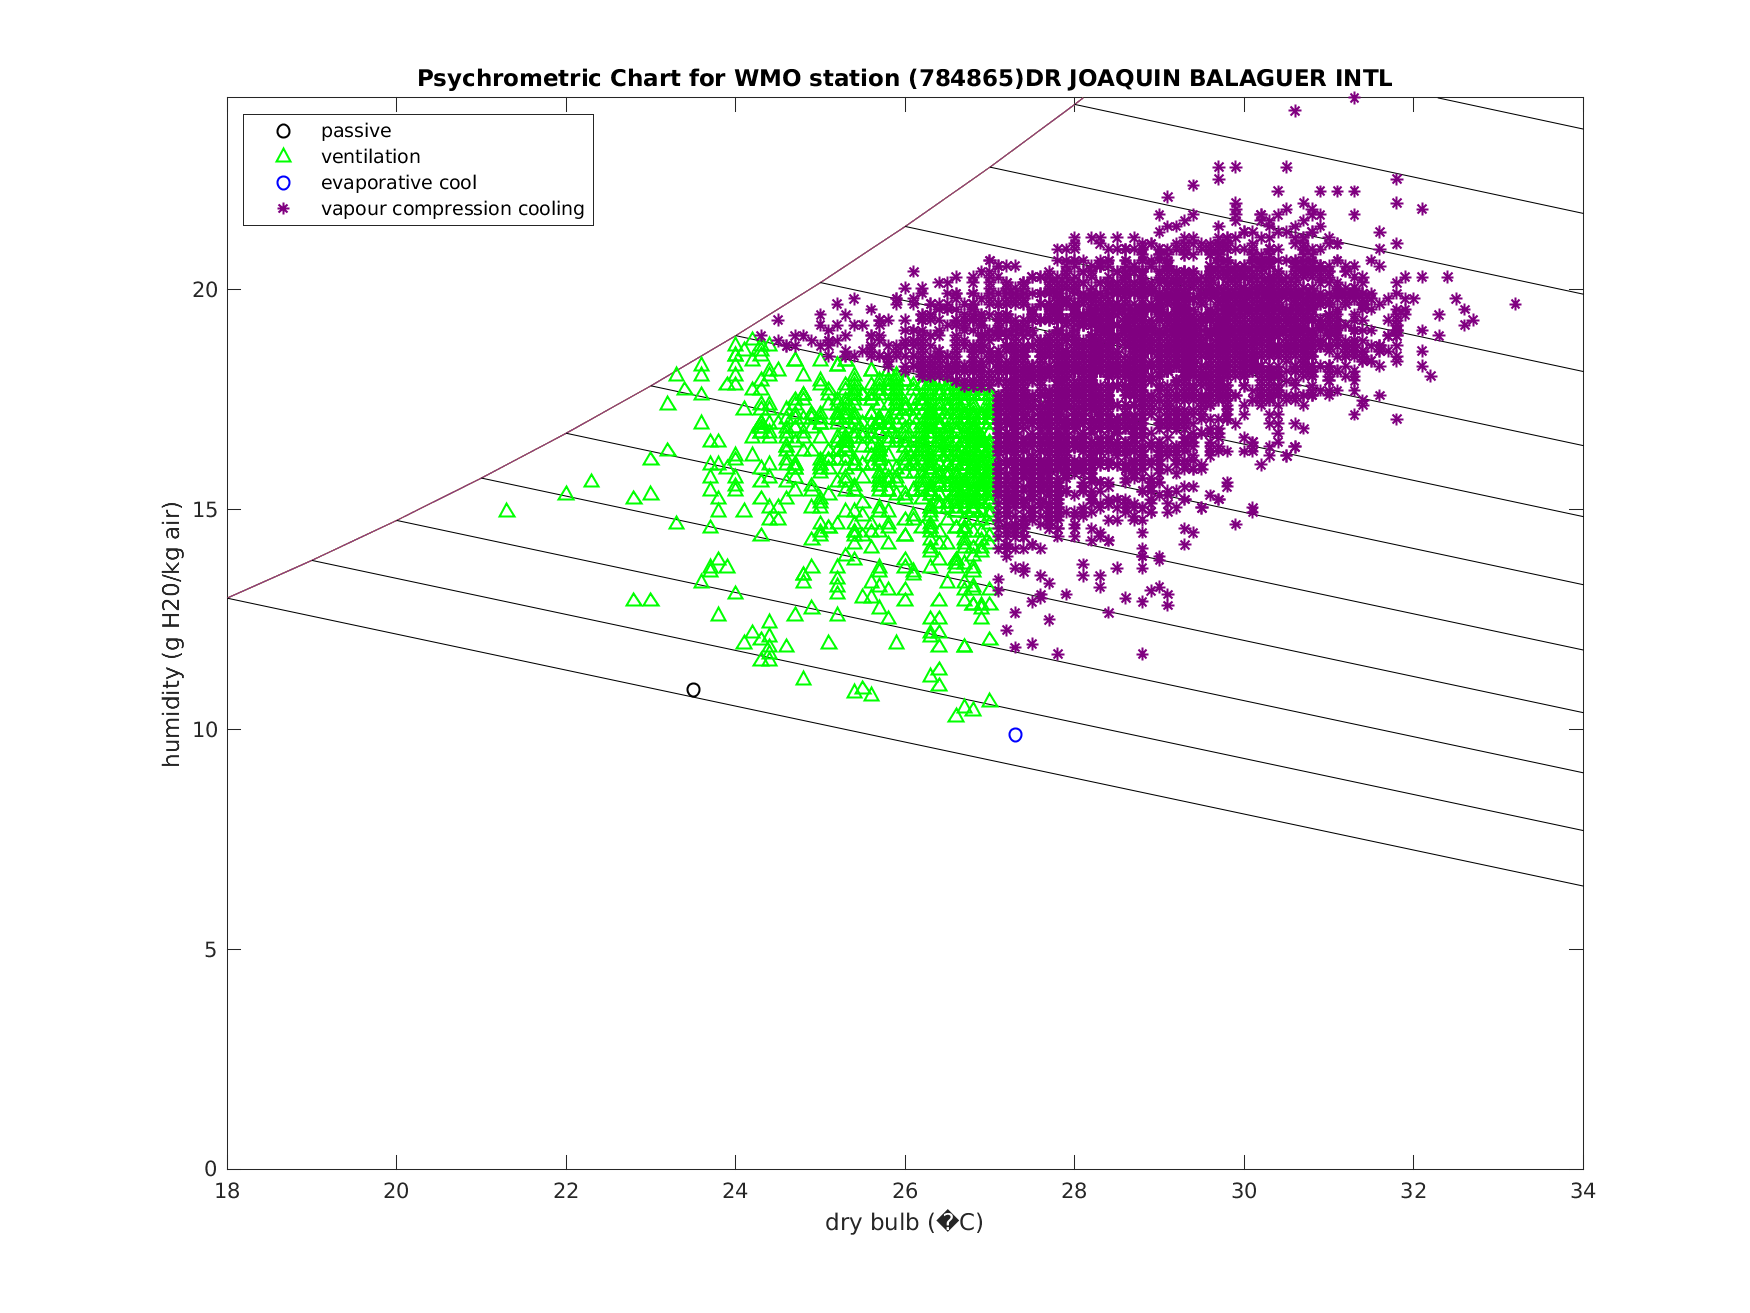 Psychrometric Chart for WMO station (784865)DR JOAQUIN BALAGUER INTL
passive
ventilation
evaporative cool
vapour compression cooling
humidity (g H20/kg air)
20
15
10
5
0
18 20 22 24 26 28 30 32 34
dry bulb (�C)